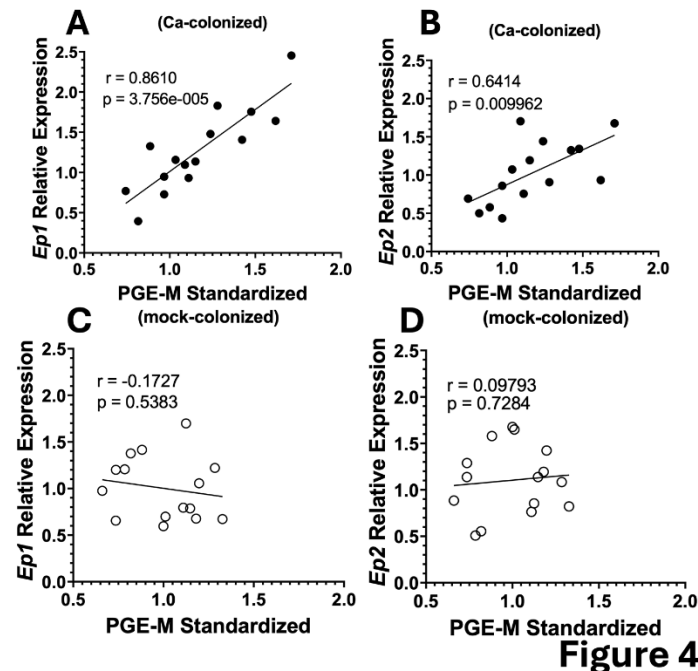 A
(Ca-colonized)
r = 0.8610
p = 3.756e-005
Ep1 Relative Expression
2.5
2.0
1.5
1.0
0.5
0.0
0.5
1.0
1.5
2.0
PGE-M Standardized
B
(Ca-colonized)
r = 0.6414
p = 0.009962
Ep2 Relative Expression
2.5
2.0
1.5
1.0
0.5
0.0
0.5
1.0
1.5
2.0
PGE-M Standardized
C
(mock-colonized)
r = -0.1727
p = 0.5383
Ep1 Relative Expression
2.5
2.0
1.5
1.0
0.5
0.0
0.5
1.0
1.5
2.0
PGE-M Standardized
D
(mock-colonized)
r = 0.09793
p = 0.7284
Ep2 Relative Expression
2.5
2.0
1.5
1.0
0.5
0.0
0.5
1.0
1.5
2.0
PGE-M Standardized
Figure 4